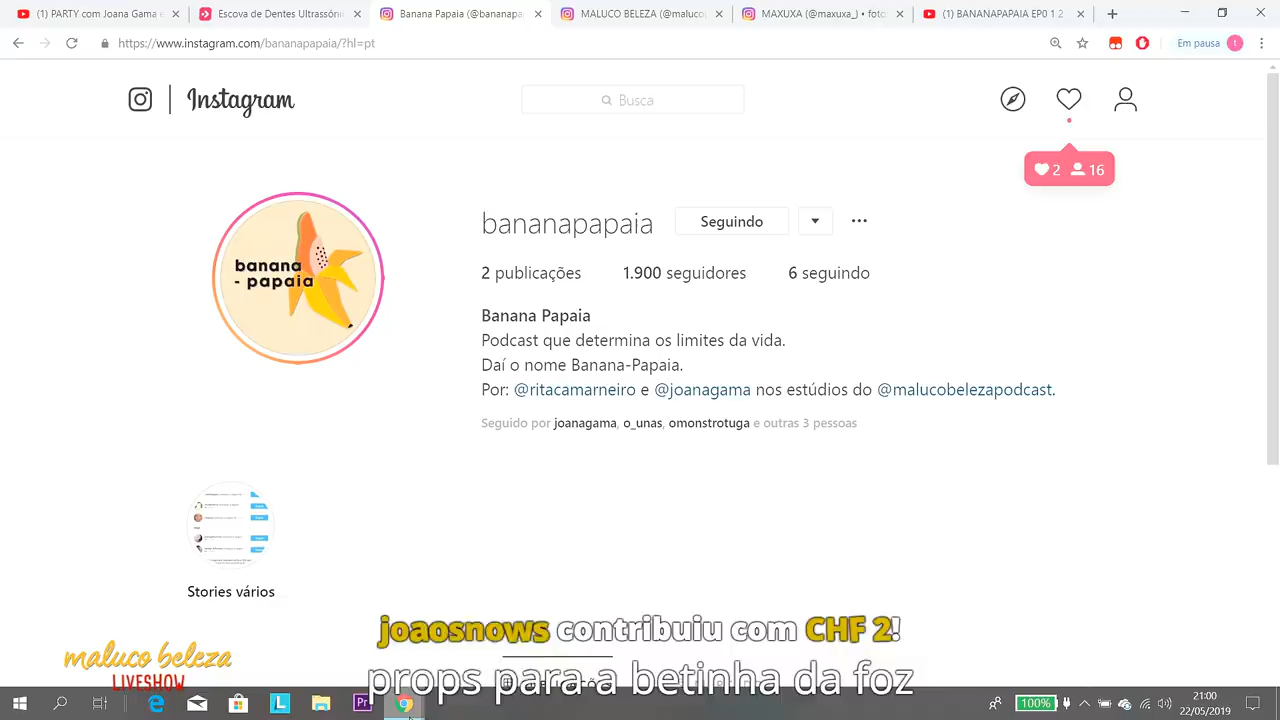 (1) PARTY com Joana Gama e
Escova de Dentes Ultrassónic
Banana Papaia (@bananapa
MALUCO BELEZA (@maluco
MAXUXA (@maxuxa_) • fotos
(1) BANANAPAPAIA EP0 1 2
https://www.instagram.com/bananapapaia/?hl=pt
Em pausa
t
Instagram
Busca
2 16
banana
- papaia
bananapapaia
Seguindo
2 publicações 1.900 seguidores 6 seguindo
Banana Papaia
Podcast que determina os limites da vida.
Daí o nome Banana-Papaia.
Por: @ritacamarneiro e @joanagama nos estúdios do @malucobelezapodcast.
Seguido por joanagama, o_unas, omonstrotuga e outras 3 pessoas
Stories vários
joaosnows contribuiu com CHF 2!
props para a betinha da foz
maluco beleza
LIVESHOW
L
Pr
100%
21:00
22/05/2019